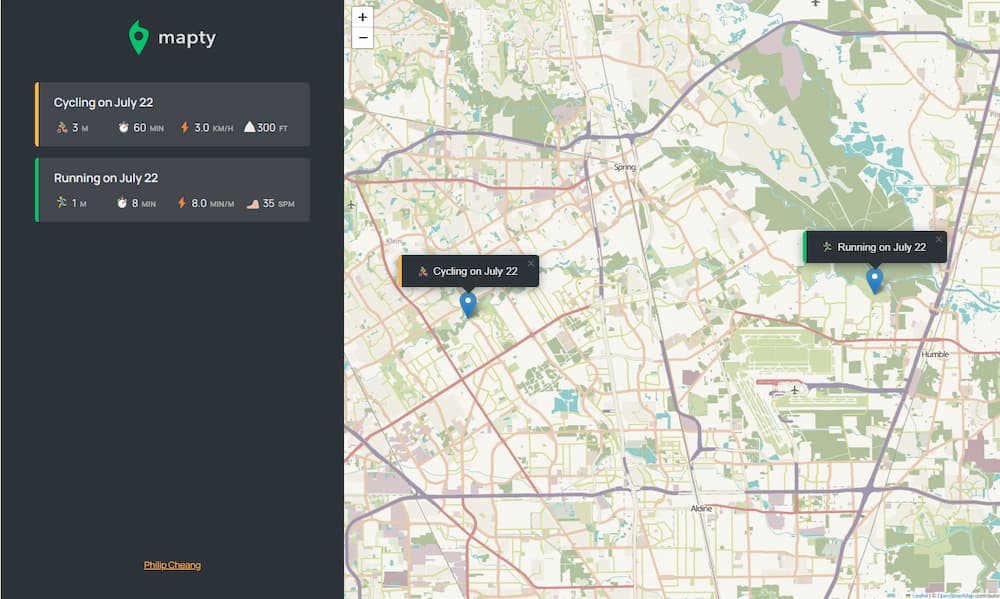 mapty
Cycling on July 22
3 M 60 MIN 3.0 KM/H 300 FT
Running on July 22
1 M 8 MIN 8.0 MIN/M 35 SPM
Philip Cheang
+
−
Spring
Klein
Running on July 22 ×
Cycling on July 22 ×
Humble
Aldine
Leaflet | © OpenStreetMap contributors